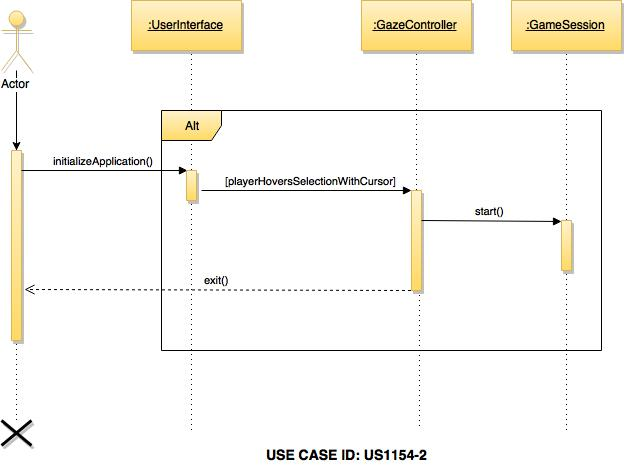 :UserInterface
:GazeController
:GameSession
Actor
Alt
initializeApplication()
[playerHoversSelectionWithCursor]
start()
exit()
USE CASE ID: US1154-2